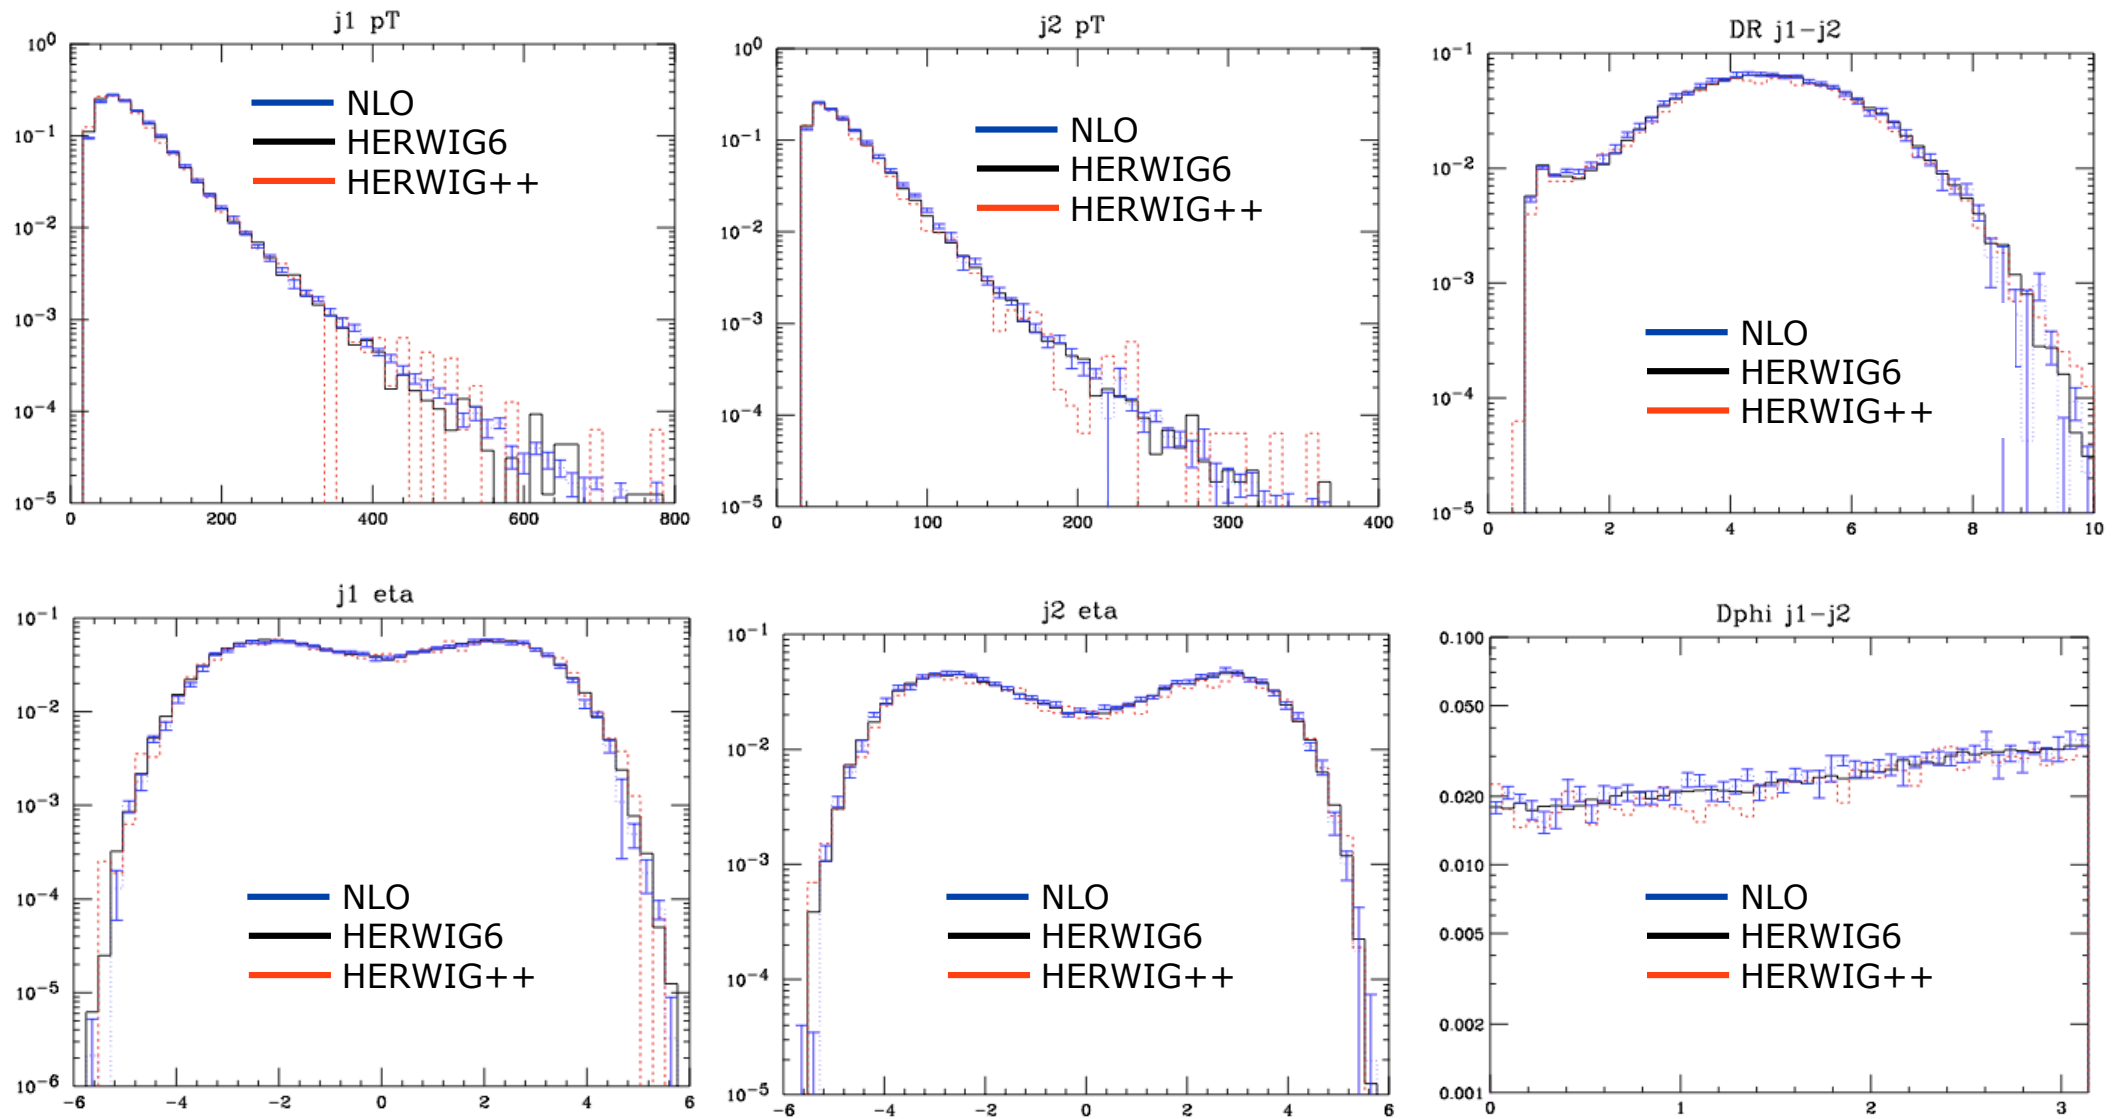 j1 pT
10^0
10^-1
10^-2
10^-3
10^-4
10^-5
0 200 400 600 800
NLO
HERWIG6
HERWIG++
j2 pT
10^0
10^-1
10^-2
10^-3
10^-4
10^-5
0 100 200 300 400
NLO
HERWIG6
HERWIG++
DR j1-j2
10^-1
10^-2
10^-3
10^-4
10^-5
0 2 4 6 8 10
NLO
HERWIG6
HERWIG++
j1 eta
10^-1
10^-2
10^-3
10^-4
10^-5
10^-6
-6 -4 -2 0 2 4 6
NLO
HERWIG6
HERWIG++
j2 eta
10^-1
10^-2
10^-3
10^-4
10^-5
-6 -4 -2 0 2 4 6
NLO
HERWIG6
HERWIG++
Dphi j1-j2
0.100
0.050
0.020
0.010
0.005
0.002
0.001
0 1 2 3
NLO
HERWIG6
HERWIG++